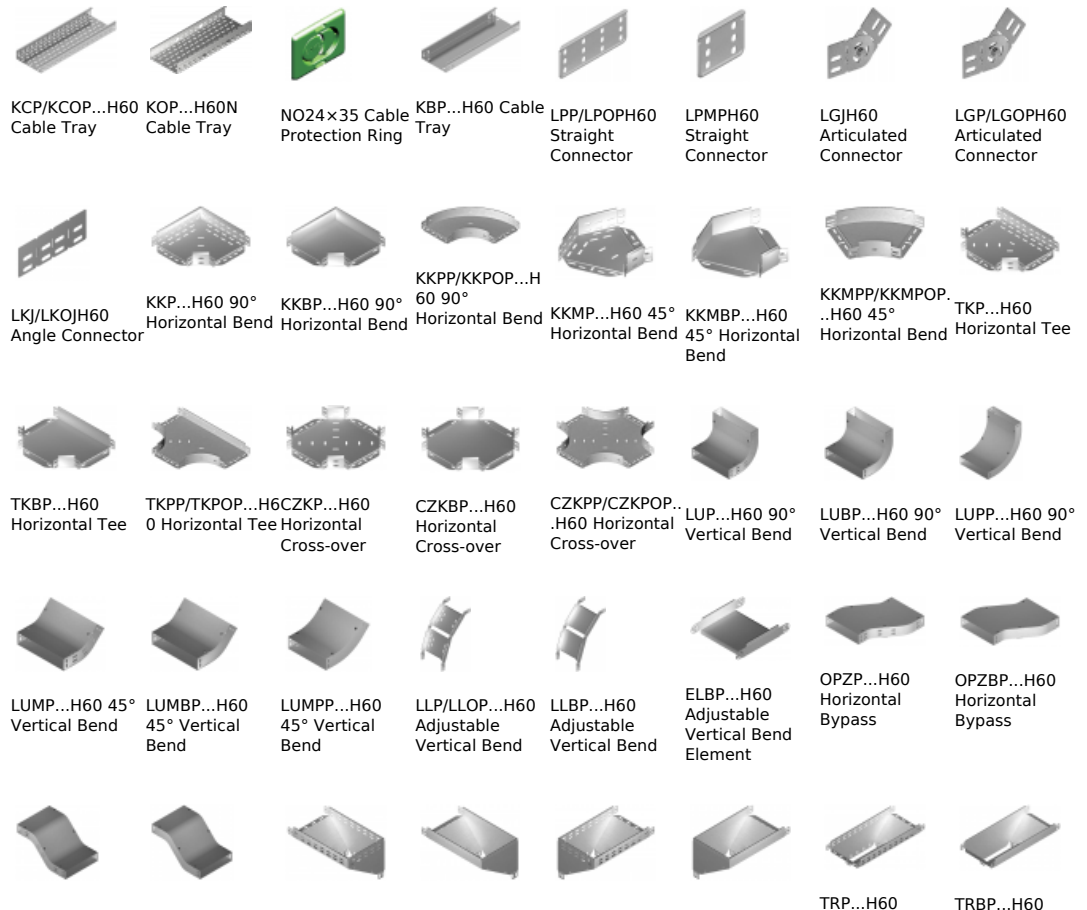 KCP/KCOP...H60
Cable Tray
KOP...H60N
Cable Tray
NO24×35 Cable
Protection Ring
KBP...H60 Cable
Tray
LPP/LPOPH60
Straight
Connector
LPMPH60
Straight
Connector
LGJH60
Articulated
Connector
LGP/LGOPH60
Articulated
Connector
LKJ/LKOJH60
Angle Connector
KKP...H60 90°
Horizontal Bend
KKBP...H60 90°
Horizontal Bend
KKPP/KKPOP...H
60 90°
Horizontal Bend
KKMP...H60 45°
Horizontal Bend
KKMBP...H60
45° Horizontal
Bend
KKMPP/KKMPOP.
..H60 45°
Horizontal Bend
TKP...H60
Horizontal Tee
TKBP...H60
Horizontal Tee
TKPP/TKPOP...H6
0 Horizontal Tee
CZKP...H60
Horizontal
Cross-over
CZKBP...H60
Horizontal
Cross-over
CZKPP/CZKPOP..
.H60 Horizontal
Cross-over
LUP...H60 90°
Vertical Bend
LUBP...H60 90°
Vertical Bend
LUPP...H60 90°
Vertical Bend
LUMP...H60 45°
Vertical Bend
LUMBP...H60
45° Vertical
Bend
LUMPP...H60
45° Vertical
Bend
LLP/LLOP...H60
Adjustable
Vertical Bend
LLBP...H60
Adjustable
Vertical Bend
ELBP...H60
Adjustable
Vertical Bend
Element
OPZP...H60
Horizontal
Bypass
OPZBP...H60
Horizontal
Bypass
TRP...H60
TRBP...H60